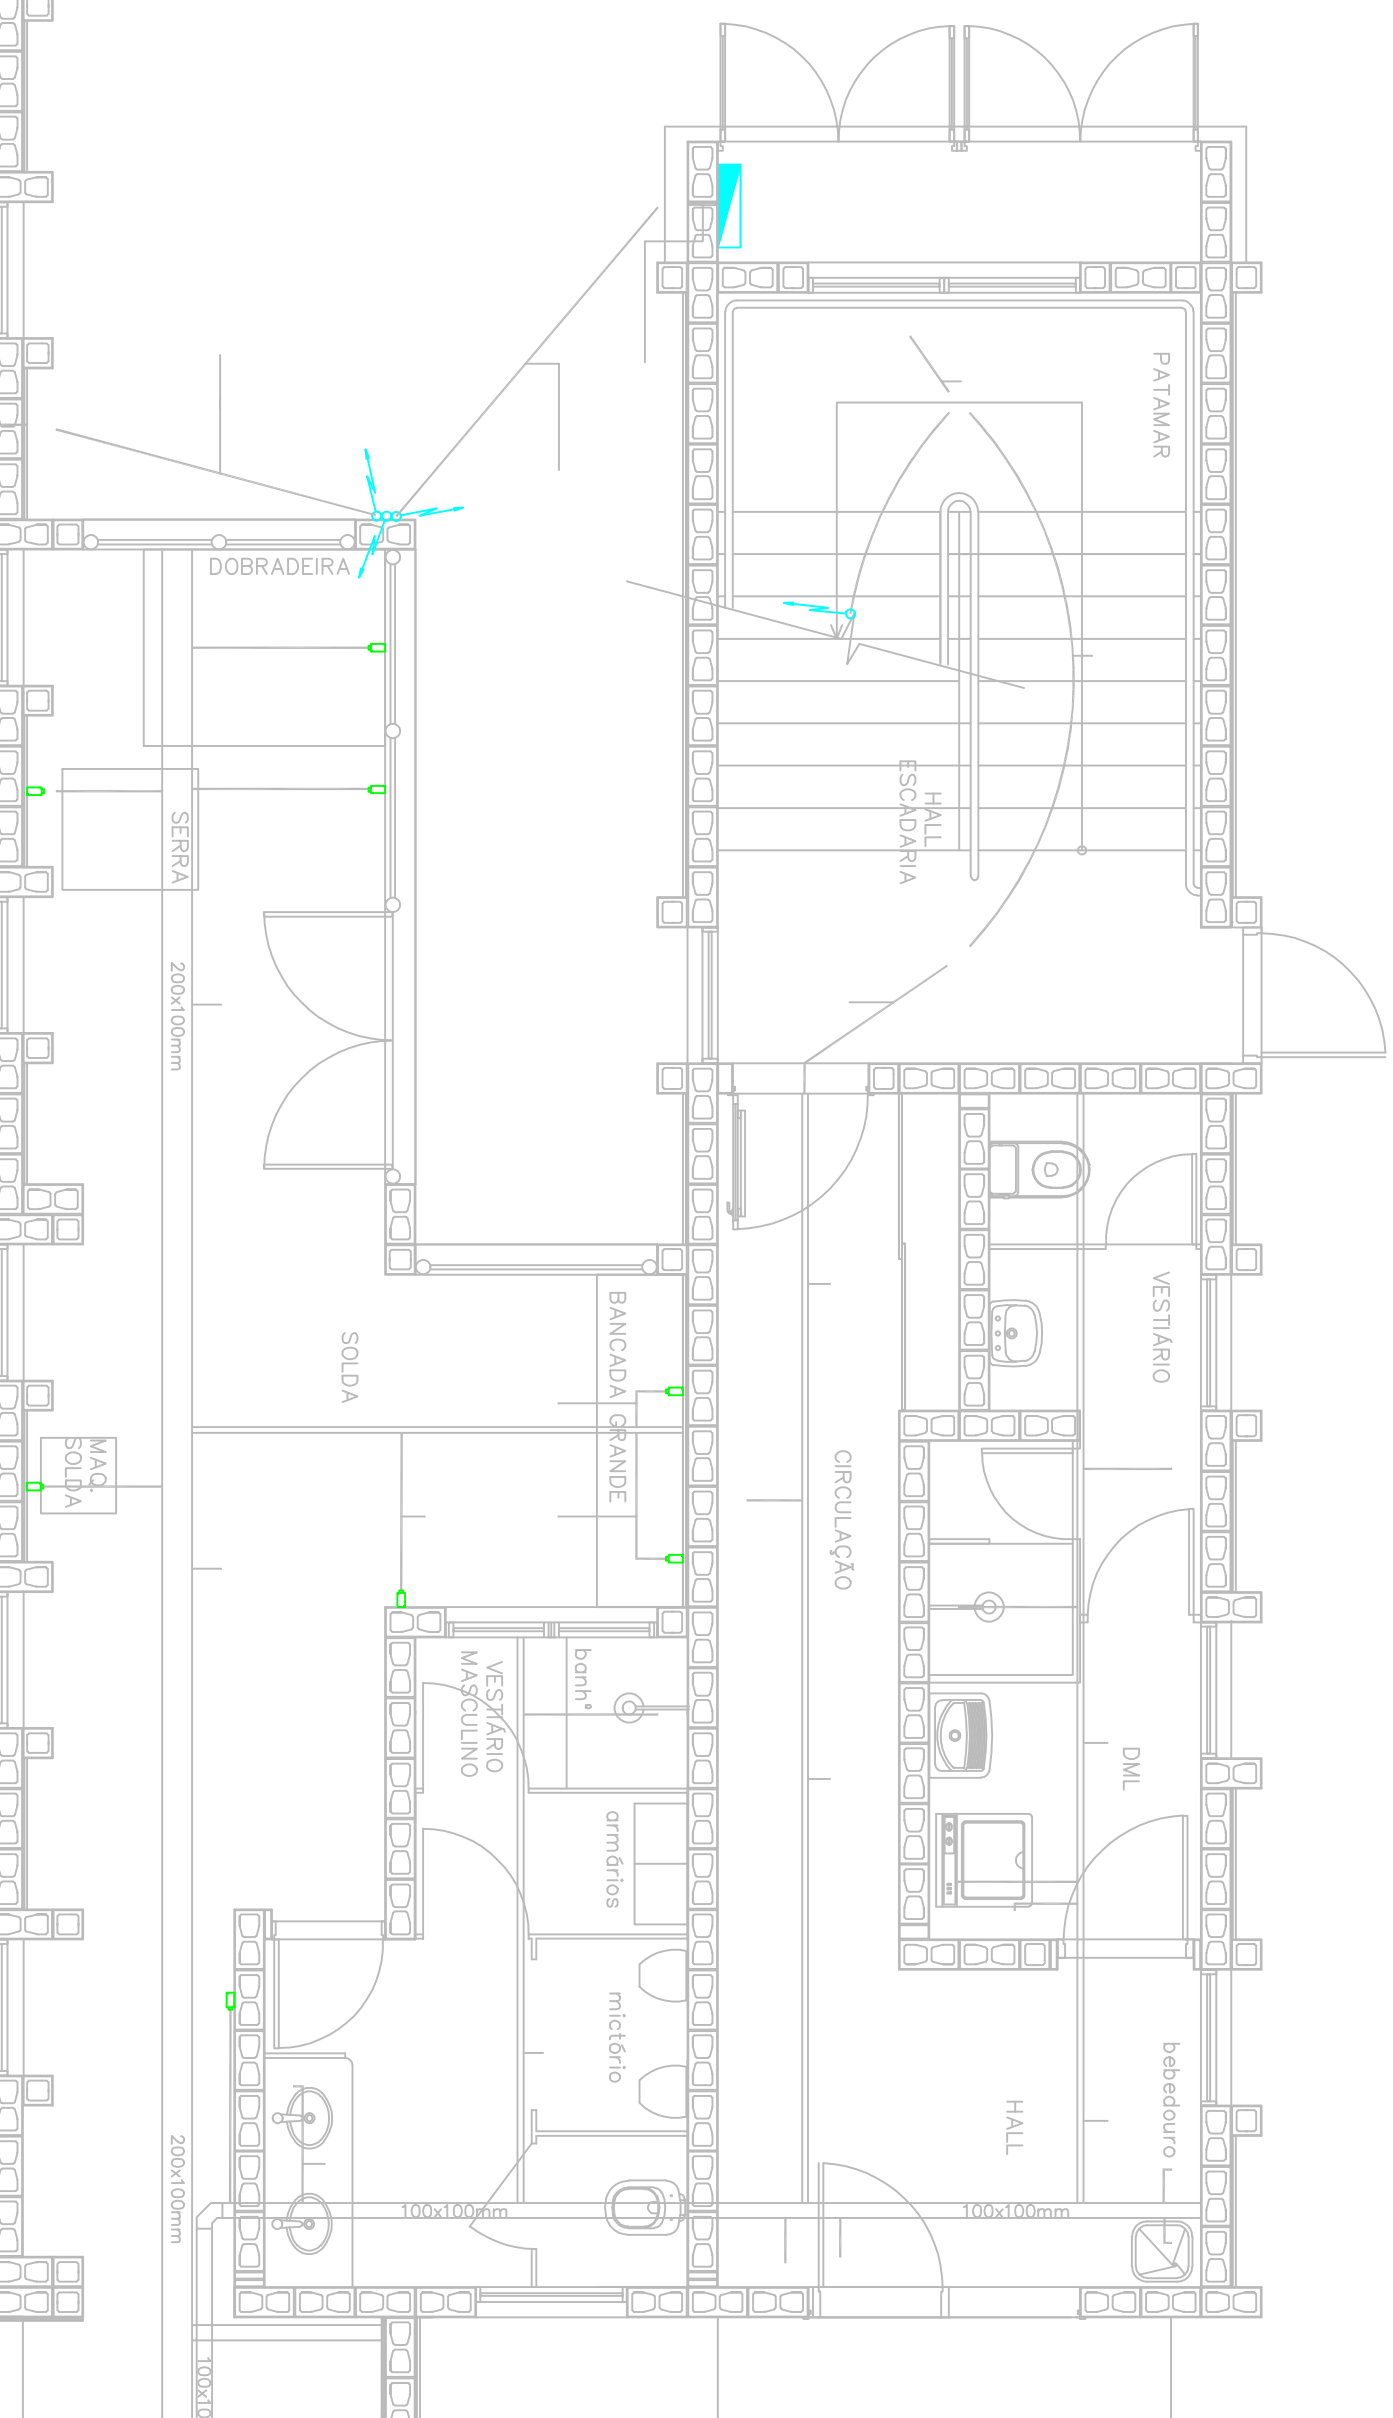 PATAMAR
DOBRADEIRA
HALL
ESCADARIA
SERRA
200x100mm
VESTIÁRIO
BANCADA GRANDE
SOLDA
MAQ.
SOLDA
CIRCULAÇÃO
banhº
VESTIÁRIO
MASCULINO
DML
armários
mictório
bebedouro
HALL
200x100mm
100x100mm
100x100mm
100x10